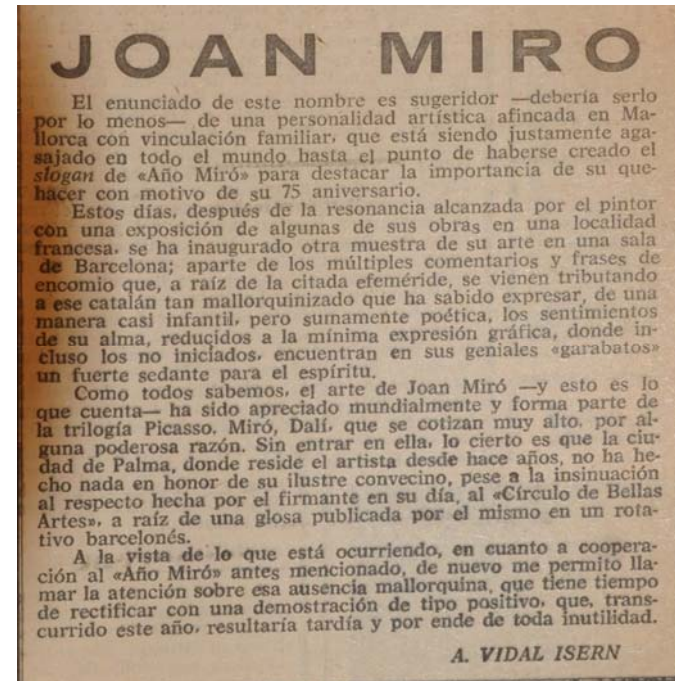 JOAN MIRO
El enunciado de este nombre es sugeridor —debería serlo
por lo menos— de una personalidad artística afincada en Ma-
llorca con vinculación familiar, que está siendo justamente aga-
sajado en todo el mundo hasta el punto de haberse creado el
slogan de «Año Miró» para destacar la importancia de su que-
hacer con motivo de su 75 aniversario.
Estos días, después de la resonancia alcanzada por el pintor
con una exposición de algunas de sus obras en una localidad
francesa, se ha inaugurado otra muestra de su arte en una sala
de Barcelona; aparte de los múltiples comentarios y frases de
encomio que, a raíz de la citada efeméride, se vienen tributando
a ese catalán tan mallorquinizado que ha sabido expresar, de una
manera casi infantil, pero sumamente poética, los sentimientos
de su alma, reducidos a la mínima expresión gráfica, donde in-
cluso los no iniciados, encuentran en sus geniales «garabatos»
un fuerte sedante para el espíritu.
Como todos sabemos, el arte de Joan Miró —y esto es lo
que cuenta— ha sido apreciado mundialmente y forma parte de
la trilogía Picasso, Miró, Dalí, que se cotizan muy alto, por al-
guna poderosa razón. Sin entrar en ella, lo cierto es que la ciu-
dad de Palma, donde reside el artista desde hace años, no ha he-
cho nada en honor de su ilustre convecino, pese a la insinuación
al respecto hecha por el firmante en su día, al «Círculo de Bellas
Artes», a raíz de una glosa publicada por el mismo en un rota-
tivo barcelonés.
A la vista de lo que está ocurriendo, en cuanto a coopera-
ción al «Año Miró» antes mencionado, de nuevo me permito lla-
mar la atención sobre esa ausencia mallorquina, que tiene tiempo
de rectificar con una demostración de tipo positivo, que, trans-
currido este año, resultaría tardía y por ende de toda inutilidad.
A. VIDAL ISERN